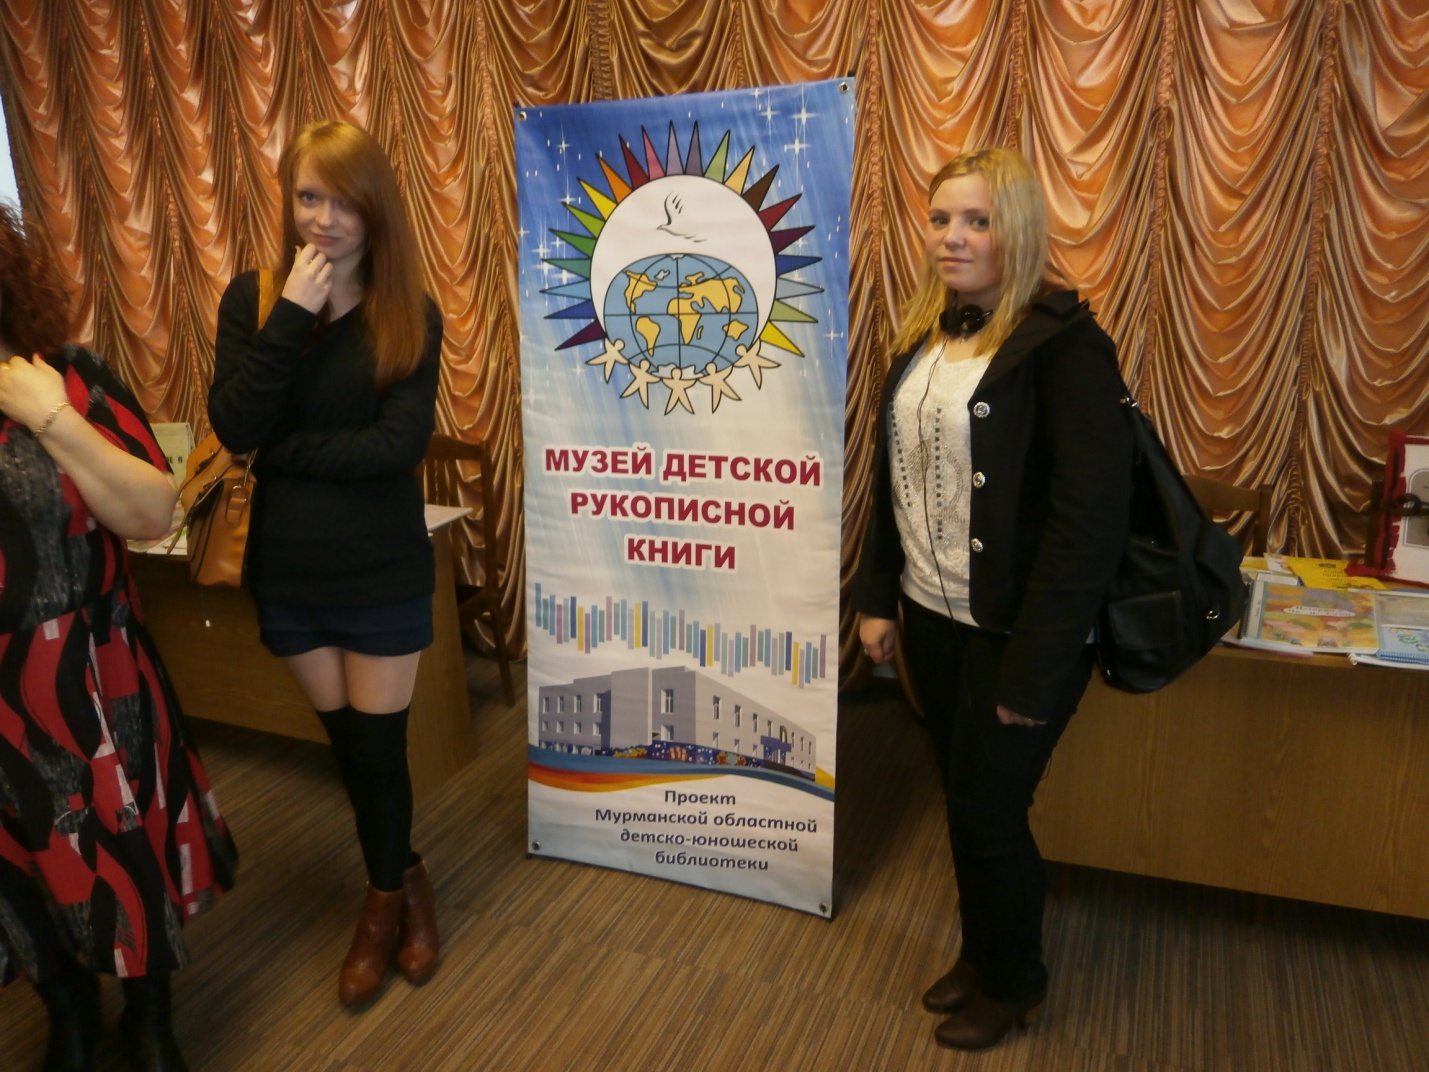 МУЗЕЙ ДЕТСКОЙ
РУКОПИСНОЙ
КНИГИ
Проект
Мурманской областной
детско-юношеской
библиотеки